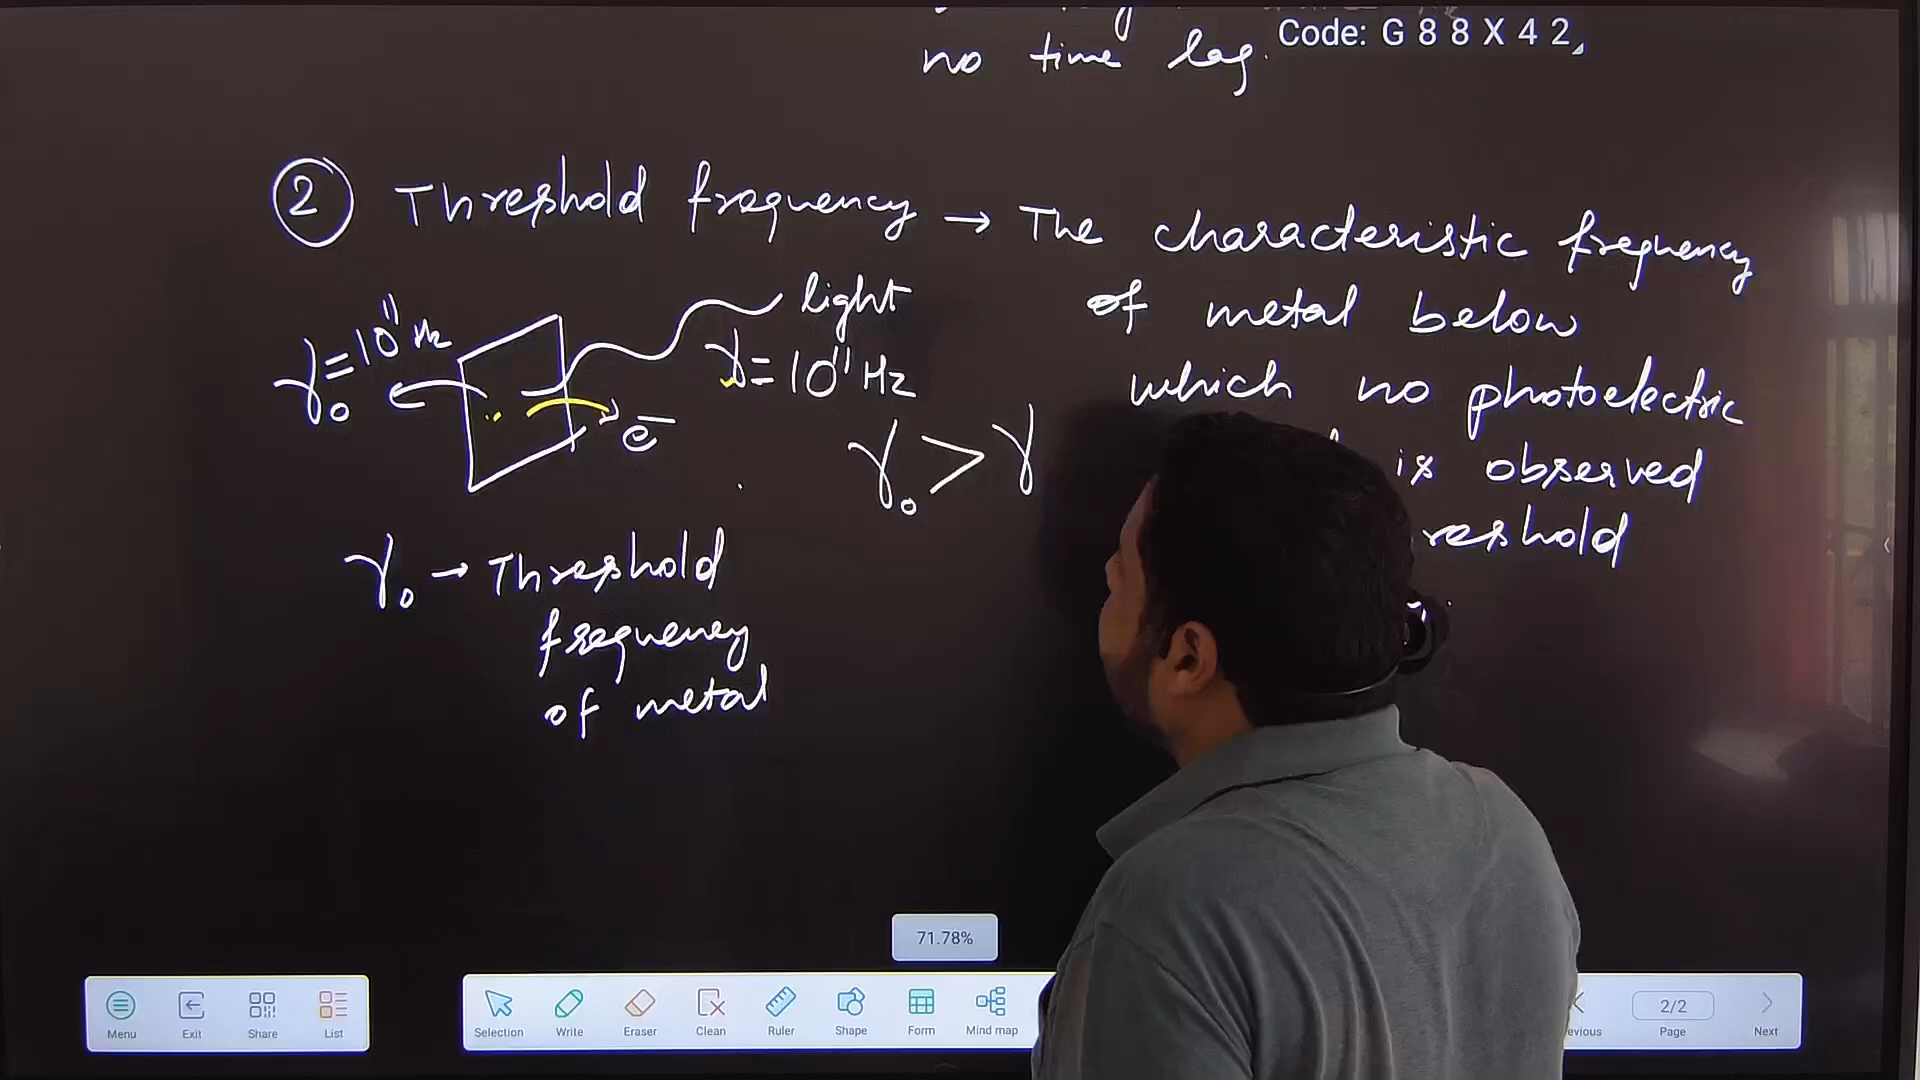 no time lag.
Code: G 8 8 X 4 2
2 Threshold frequency → The characteristic frequency
of metal below
which no photoelectric
is observed
reshold
light
γ₀ = 10¹¹ Hz
γ = 10¹¹ Hz
e⁻
γ₀ > γ
γ₀ → Threshold
frequency
of metal
71.78%
Menu Exit Share List
Selection Write Eraser Clean Ruler Shape Form Mind map
evious 2/2 Page Next